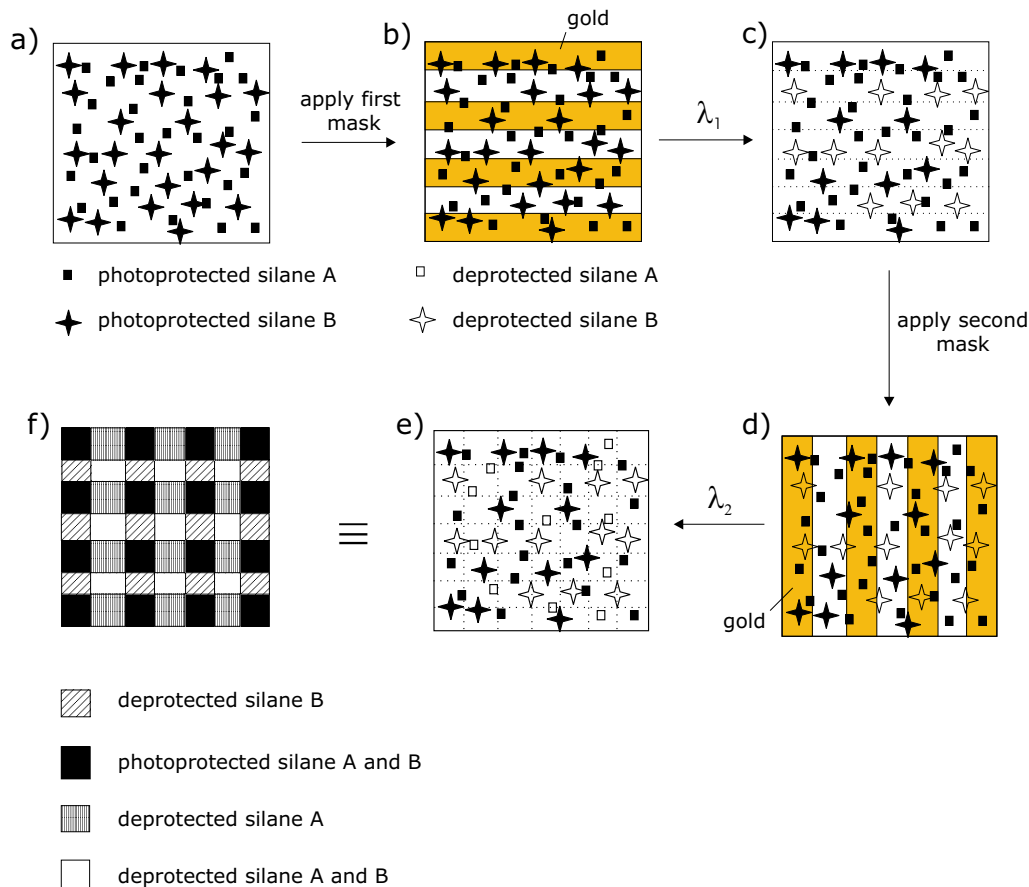 a)
apply first
mask
b)
gold
λ1
c)
photoprotected silane A
photoprotected silane B
deprotected silane A
deprotected silane B
apply second
mask
f)
≡
e)
λ2
d)
gold
deprotected silane B
photoprotected silane A and B
deprotected silane A
deprotected silane A and B